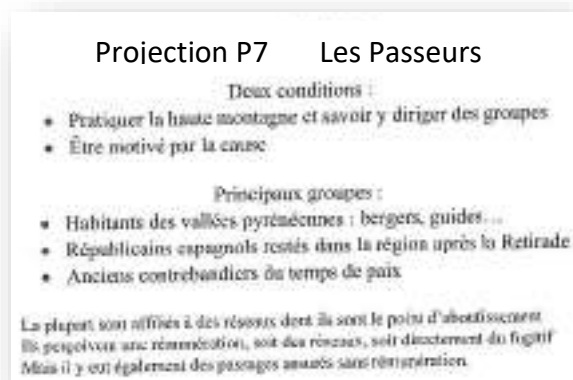 Projection P7 Les Passeurs
Deux conditions :
• Pratiquer la haute montagne et savoir y diriger des groupes
• Être motivé par la cause
Principaux groupes :
• Habitants des vallées pyrénéennes : bergers, guides…
• Républicains espagnols restés dans la région après la Retirade
• Anciens contrebandiers du temps de paix
La plupart sont affiliés à des réseaux dont ils sont le point d'aboutissement
Ils perçoivent une rémunération, soit des réseaux, soit directement du fugitif
Mais il y eut également des passages assurés sans rémunération.